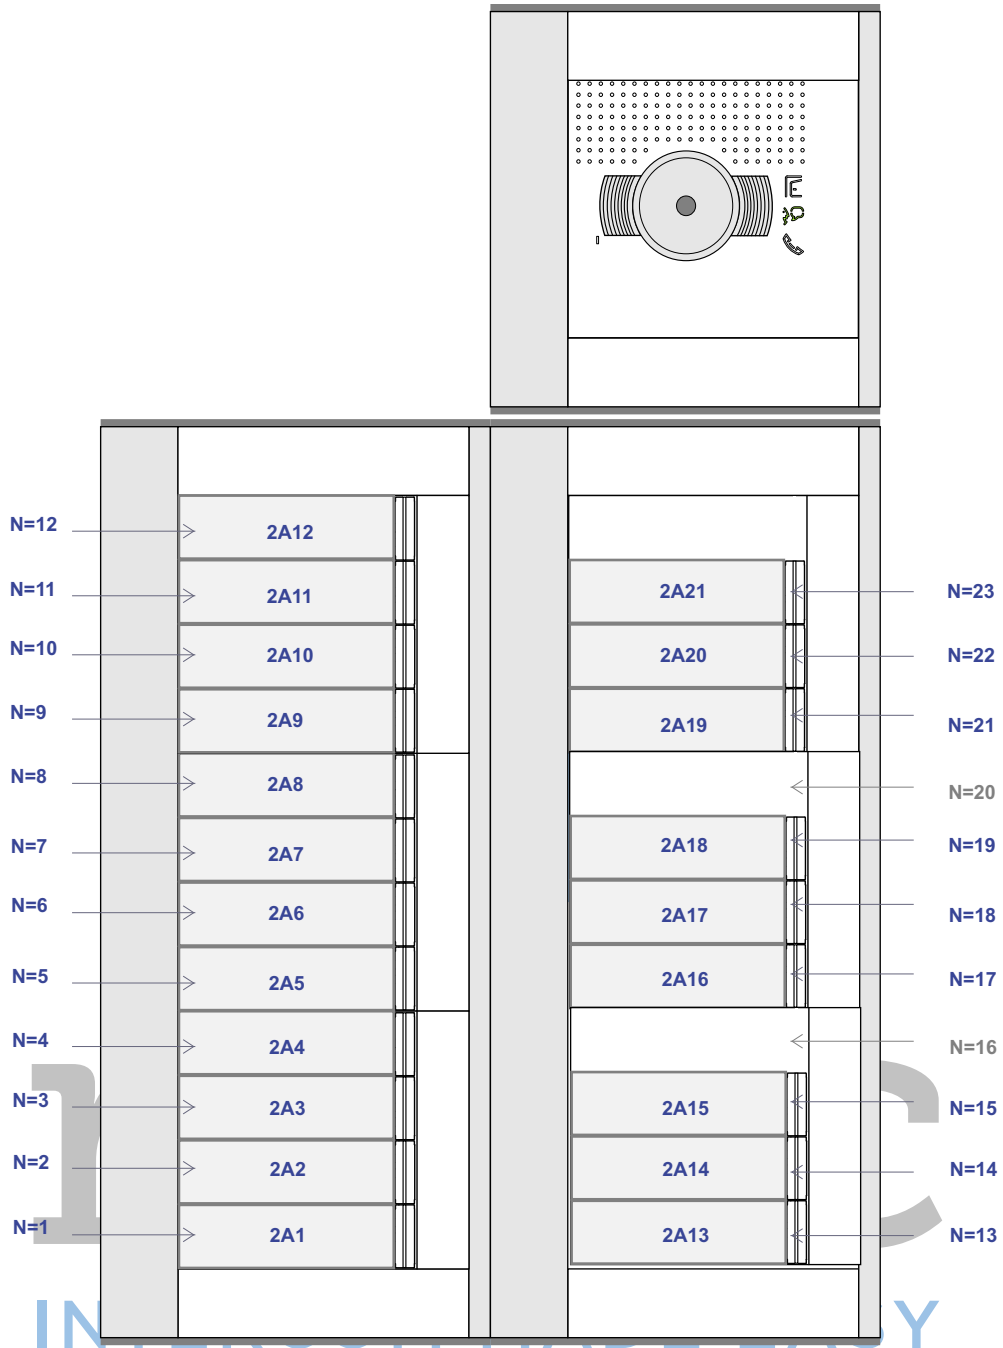 N=12 2A12
N=11 2A11 2A21 N=23
N=10 2A10 2A20 N=22
N=9 2A9 2A19 N=21
N=8 2A8 N=20
N=7 2A7 2A18 N=19
N=6 2A6 2A17 N=18
N=5 2A5 2A16 N=17
N=4 2A4 N=16
N=3 2A3 2A15 N=15
N=2 2A2 2A14 N=14
N=1 2A1 2A13 N=13